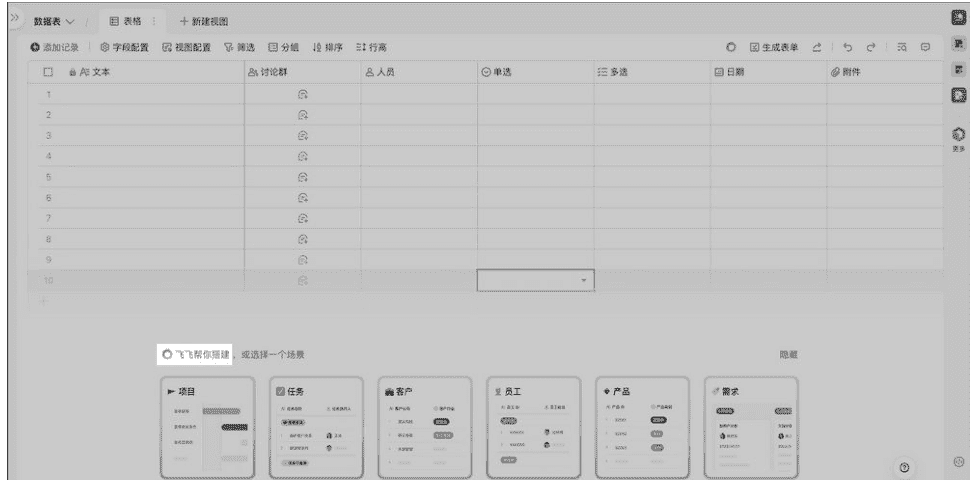 数据表
表格
新建视图
添加记录 字段配置 视图配置 筛选 分组 排序 行高 生成表单
文本 讨论群 人员 单选 多选 日期 附件
1
2
3
4
5
6
7
8
9
10
更多
飞飞帮你搭建，或选择一个场景 隐藏
项目 任务 客户 员工 产品 需求